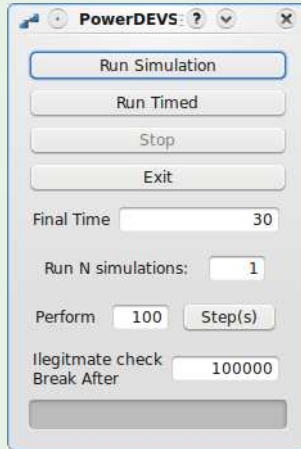 PowerDEVS
Run Simulation
Run Timed
Stop
Exit
Final Time 30
Run N simulations: 1
Perform 100 Step(s)
Ilegitmate check
Break After 100000